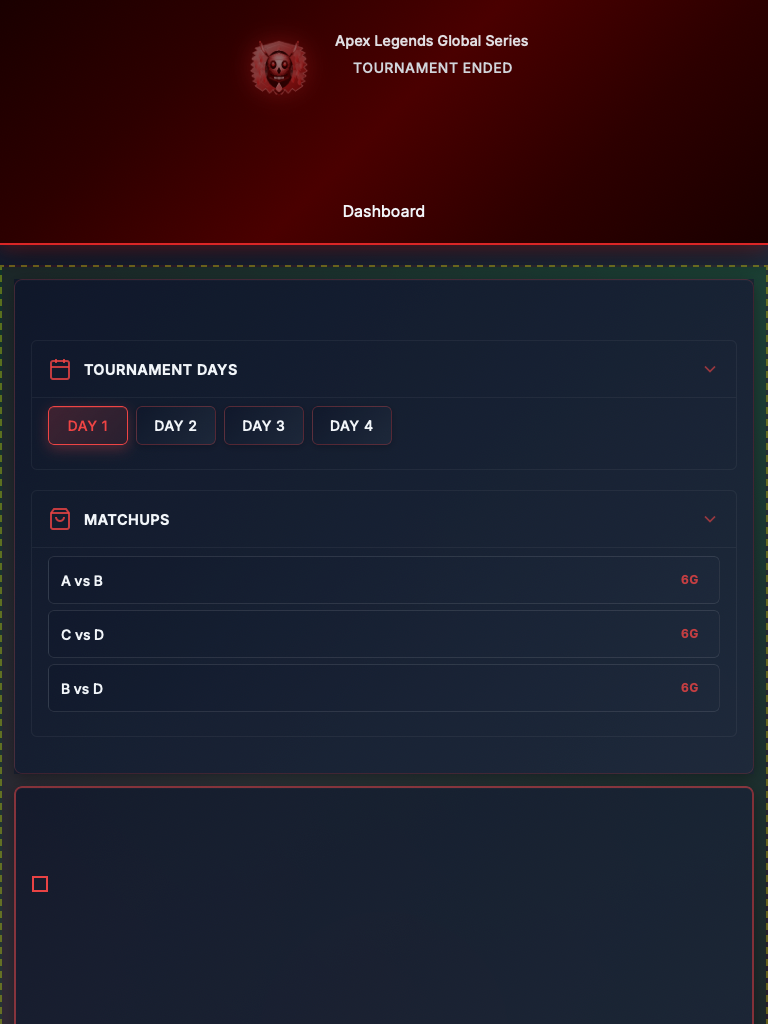 Apex Legends Global Series
TOURNAMENT ENDED
Dashboard
TOURNAMENT DAYS
DAY 1 DAY 2 DAY 3 DAY 4
MATCHUPS
A vs B 6G
C vs D 6G
B vs D 6G